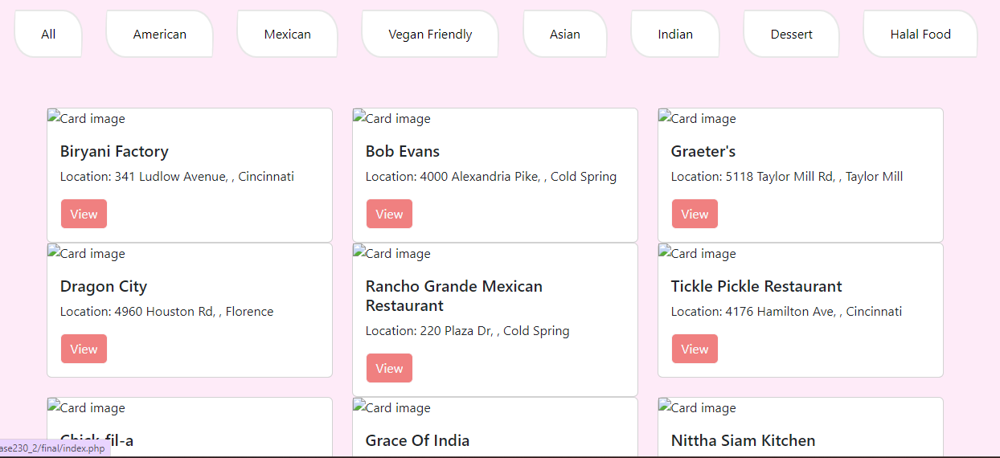 All American Mexican Vegan Friendly Asian Indian Dessert Halal Food
Card image Card image Card image
Biryani Factory Bob Evans Graeter's
Location: 341 Ludlow Avenue, , Cincinnati Location: 4000 Alexandria Pike, , Cold Spring Location: 5118 Taylor Mill Rd, , Taylor Mill
View View View
Card image Card image Card image
Dragon City Rancho Grande Mexican Tickle Pickle Restaurant
Restaurant
Location: 4960 Houston Rd, , Florence Location: 220 Plaza Dr, , Cold Spring Location: 4176 Hamilton Ave, , Cincinnati
View View View
Card image Card image Card image
Chick-fil-a Grace Of India Nittha Siam Kitchen
ase230_2/final/index.php